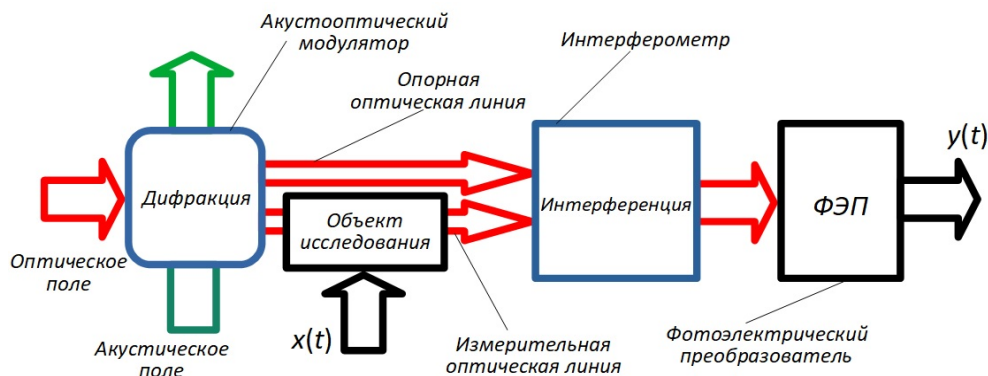 Акустооптический
модулятор
Опорная
оптическая линия
Интерферометр
y(t)
Дифракция
Объект
исследования
Интерференция
ФЭП
Оптическое
поле
Акустическое
поле
x(t)
Измерительная
оптическая линия
Фотоэлектрический
преобразователь